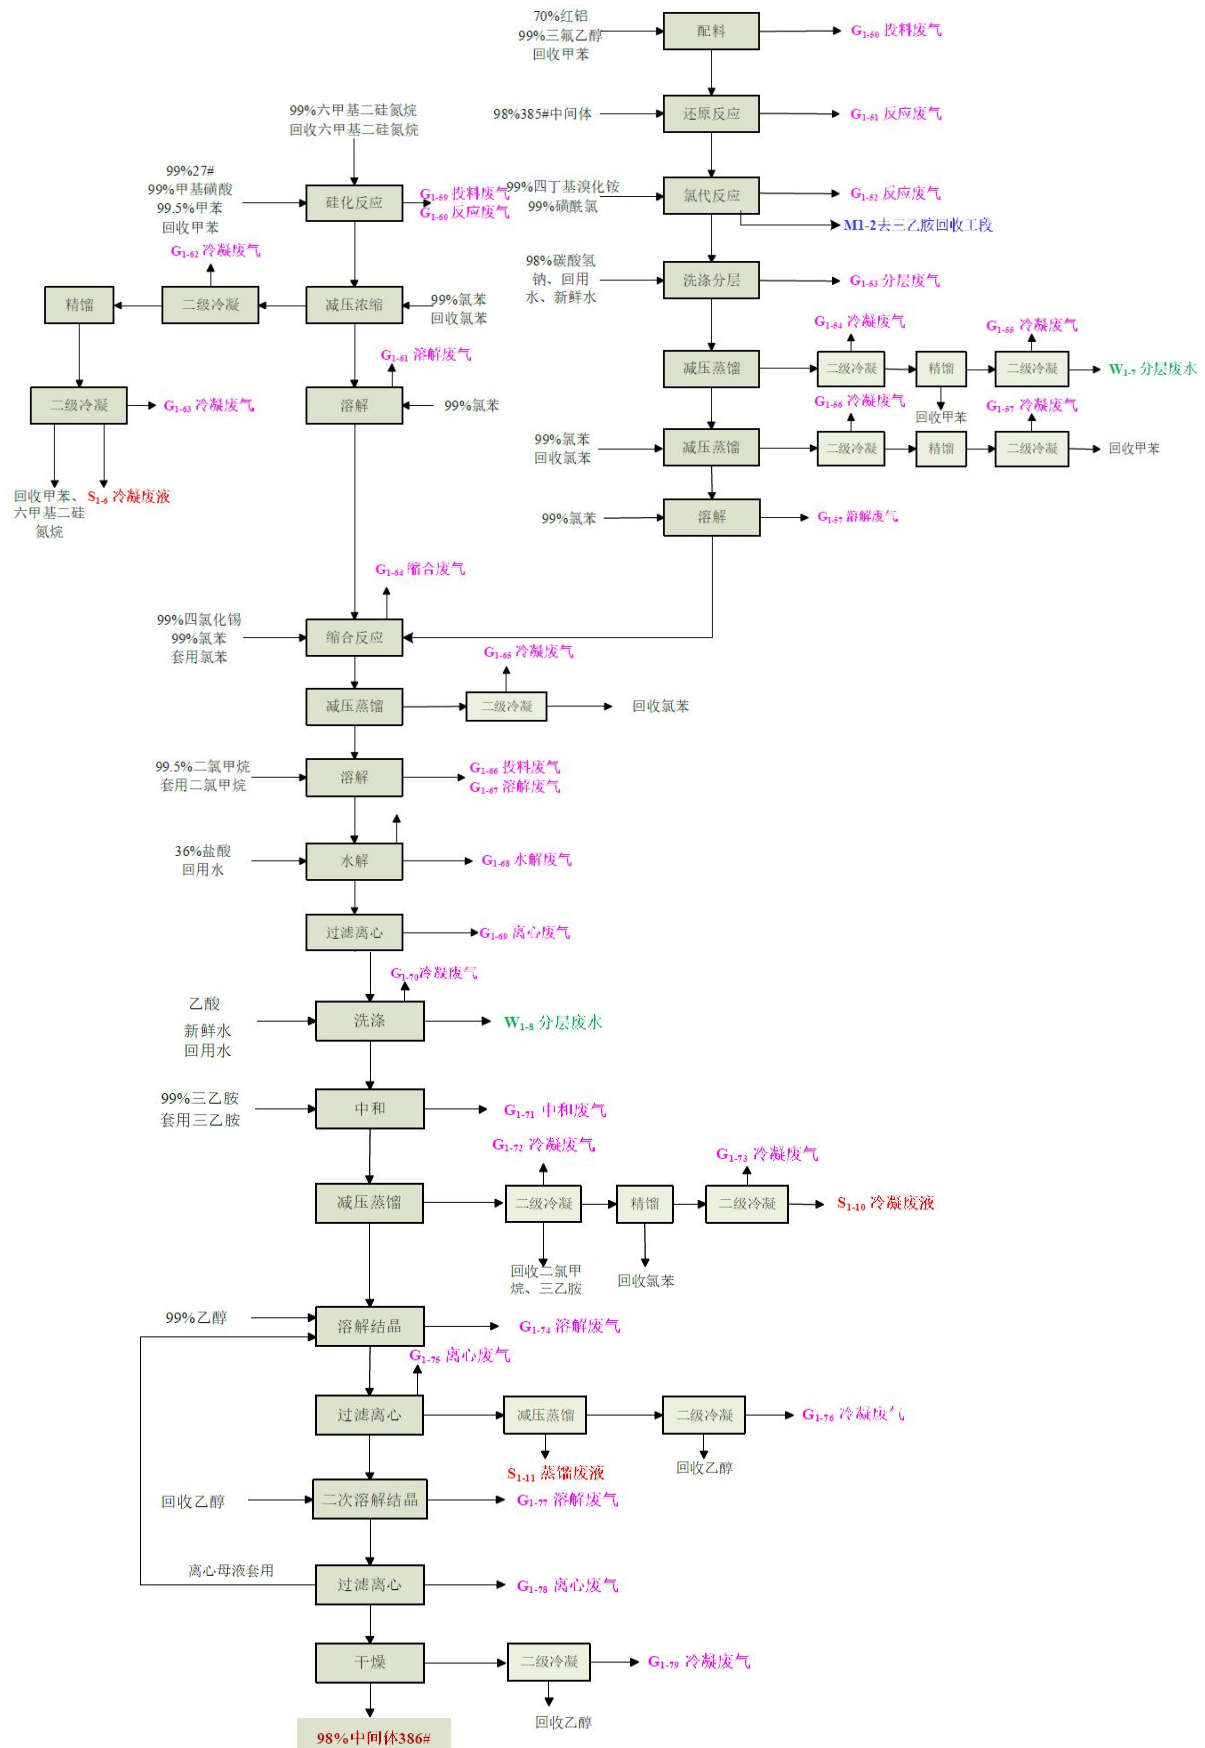 70%红铝
99%三氟乙醇
回收甲苯
配料
G1-50 投料废气
98%385#中间体
还原反应
G1-51 反应废气
99%六甲基二硅氮烷
回收六甲基二硅氮烷
99%27#
99%甲基磺酸
99.5%甲苯
回收甲苯
硅化反应
G1-59 投料废气
G1-60 反应废气
99%四丁基溴化铵
99%磺酰氯
氯代反应
G1-52 反应废气
M1-2去三乙胺回收工段
G1-62 冷凝废气
精馏
二级冷凝
减压浓缩
99%氯苯
回收氯苯
98%碳酸氢
钠、回用
水、新鲜水
洗涤分层
G1-53 分层废气
G1-61 溶解废气
二级冷凝
G1-63 冷凝废气
溶解
99%氯苯
回收甲苯、
六甲基二硅
氮烷
S1-6 冷凝废液
减压蒸馏
G1-54 冷凝废气
二级冷凝
精馏
G1-55 冷凝废气
二级冷凝
W1-7 分层废水
回收甲苯
99%氯苯
回收氯苯
减压蒸馏
G1-56 冷凝废气
二级冷凝
精馏
G1-57 冷凝废气
二级冷凝
回收甲苯
99%氯苯
溶解
G1-57 溶解废气
G1-64 缩合废气
99%四氯化锡
99%氯苯
套用氯苯
缩合反应
减压蒸馏
G1-65 冷凝废气
二级冷凝
回收氯苯
99.5%二氯甲烷
套用二氯甲烷
溶解
G1-66 投料废气
G1-67 溶解废气
36%盐酸
回用水
水解
G1-68 水解废气
过滤离心
G1-69 离心废气
G1-70冷凝废气
乙酸
新鲜水
回用水
洗涤
W1-8 分层废水
99%三乙胺
套用三乙胺
中和
G1-71 中和废气
减压蒸馏
G1-72 冷凝废气
二级冷凝
精馏
G1-73 冷凝废气
二级冷凝
S1-10 冷凝废液
回收二氯甲
烷、三乙胺
回收氯苯
99%乙醇
溶解结晶
G1-74 溶解废气
G1-75 离心废气
过滤离心
减压蒸馏
二级冷凝
G1-76 冷凝废气
S1-11 蒸馏废液
回收乙醇
回收乙醇
二次溶解结晶
G1-77 溶解废气
离心母液套用
过滤离心
G1-78 离心废气
干燥
二级冷凝
G1-79 冷凝废气
回收乙醇
98%中间体386#